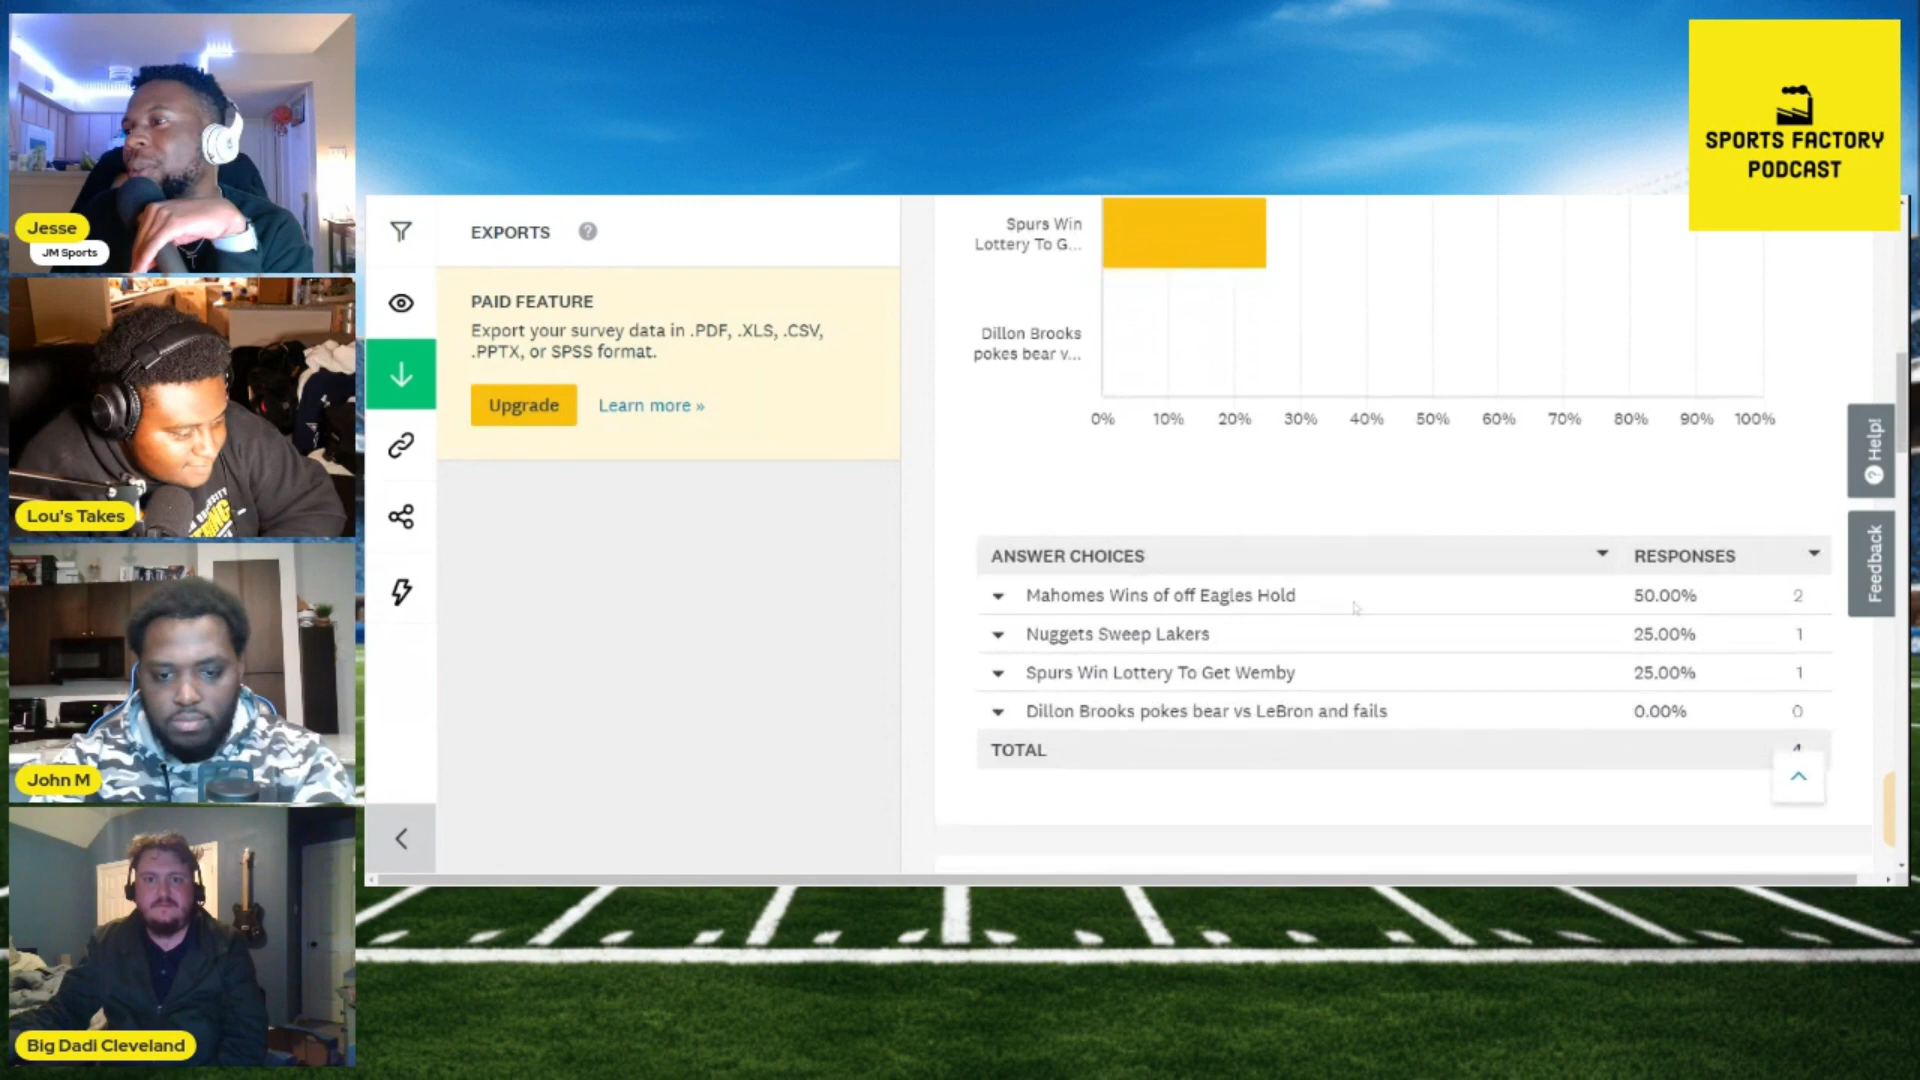 SPORTS FACTORY
PODCAST
Jesse
JM Sports
Lou's Takes
John M
Big Dadi Cleveland
EXPORTS ?
PAID FEATURE
Export your survey data in .PDF, .XLS, .CSV,
.PPTX, or SPSS format.
Upgrade Learn more »
Spurs Win
Lottery To G...
Dillon Brooks
pokes bear v...
0% 10% 20% 30% 40% 50% 60% 70% 80% 90% 100%
ANSWER CHOICES RESPONSES
Mahomes Wins of off Eagles Hold 50.00% 2
Nuggets Sweep Lakers 25.00% 1
Spurs Win Lottery To Get Wemby 25.00% 1
Dillon Brooks pokes bear vs LeBron and fails 0.00% 0
TOTAL
? Help!
Feedback